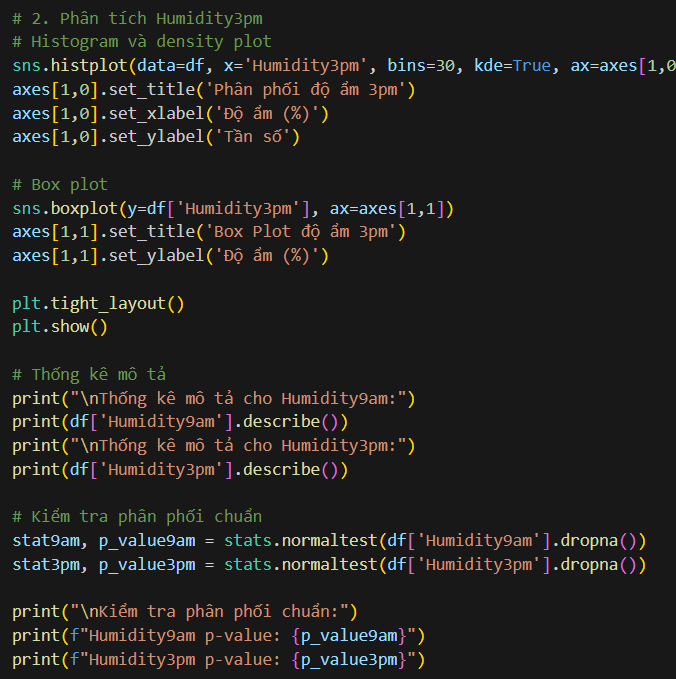 # 2. Phân tích Humidity3pm
# Histogram và density plot
sns.histplot(data=df, x='Humidity3pm', bins=30, kde=True, ax=axes[1,0
axes[1,0].set_title('Phân phối độ ẩm 3pm')
axes[1,0].set_xlabel('Độ ẩm (%)')
axes[1,0].set_ylabel('Tần số')
# Box plot
sns.boxplot(y=df['Humidity3pm'], ax=axes[1,1])
axes[1,1].set_title('Box Plot độ ẩm 3pm')
axes[1,1].set_ylabel('Độ ẩm (%)')
plt.tight_layout()
plt.show()
# Thống kê mô tả
print("\nThống kê mô tả cho Humidity9am:")
print(df['Humidity9am'].describe())
print("\nThống kê mô tả cho Humidity3pm:")
print(df['Humidity3pm'].describe())
# Kiểm tra phân phối chuẩn
stat9am, p_value9am = stats.normaltest(df['Humidity9am'].dropna())
stat3pm, p_value3pm = stats.normaltest(df['Humidity3pm'].dropna())
print("\nKiểm tra phân phối chuẩn:")
print(f"Humidity9am p-value: {p_value9am}")
print(f"Humidity3pm p-value: {p_value3pm}")